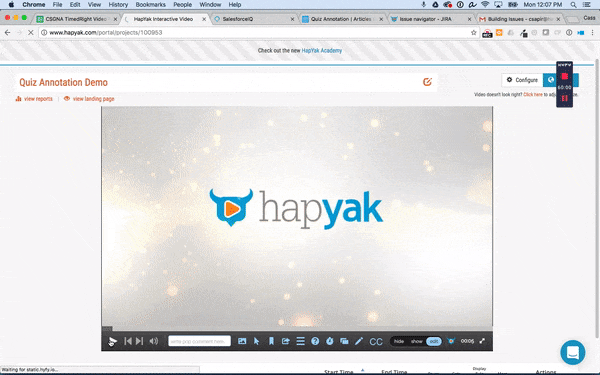 Chrome File Edit View History Bookmarks People Window Help Mon 12:07 PM
CSGNA TimedRight Video HapYak Interactive Video SalesforceIQ Quiz Annotation | Articles Issue navigator - JIRA Building Issues - csapir@ Cass
www.hapyak.com/portal/projects/100953
Check out the new HapYak Academy
Quiz Annotation Demo
Configure
60:00
view reports view landing page
Video doesn't look right? Click here to
hapyak
write pop comment here
CC hide show edit 00:05
Waiting for static.hyfy.io...
Start Time End Time Display Actions